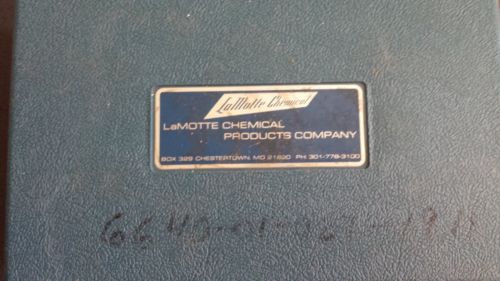 LaMotte Chemical
LaMOTTE CHEMICAL
PRODUCTS COMPANY
BOX 329 CHESTERTOWN, MD 21620 PH: 301-778-3100